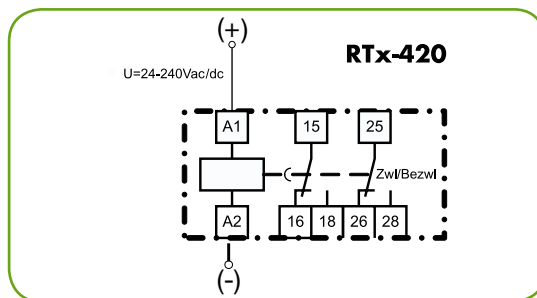 (+)
RTx-420
U=24-240Vac/dc
A1 15 25
Zwl/Bezwl
A2 16 18 26 28
(-)